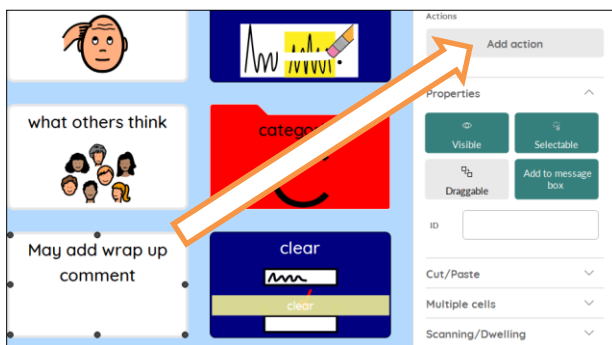 Actions
Add action
Properties
Visible
Selectable
Draggable
Add to message
box
ID
Cut/Paste
Multiple cells
Scanning/Dwelling
what others think
May add wrap up
comment
clear
clear